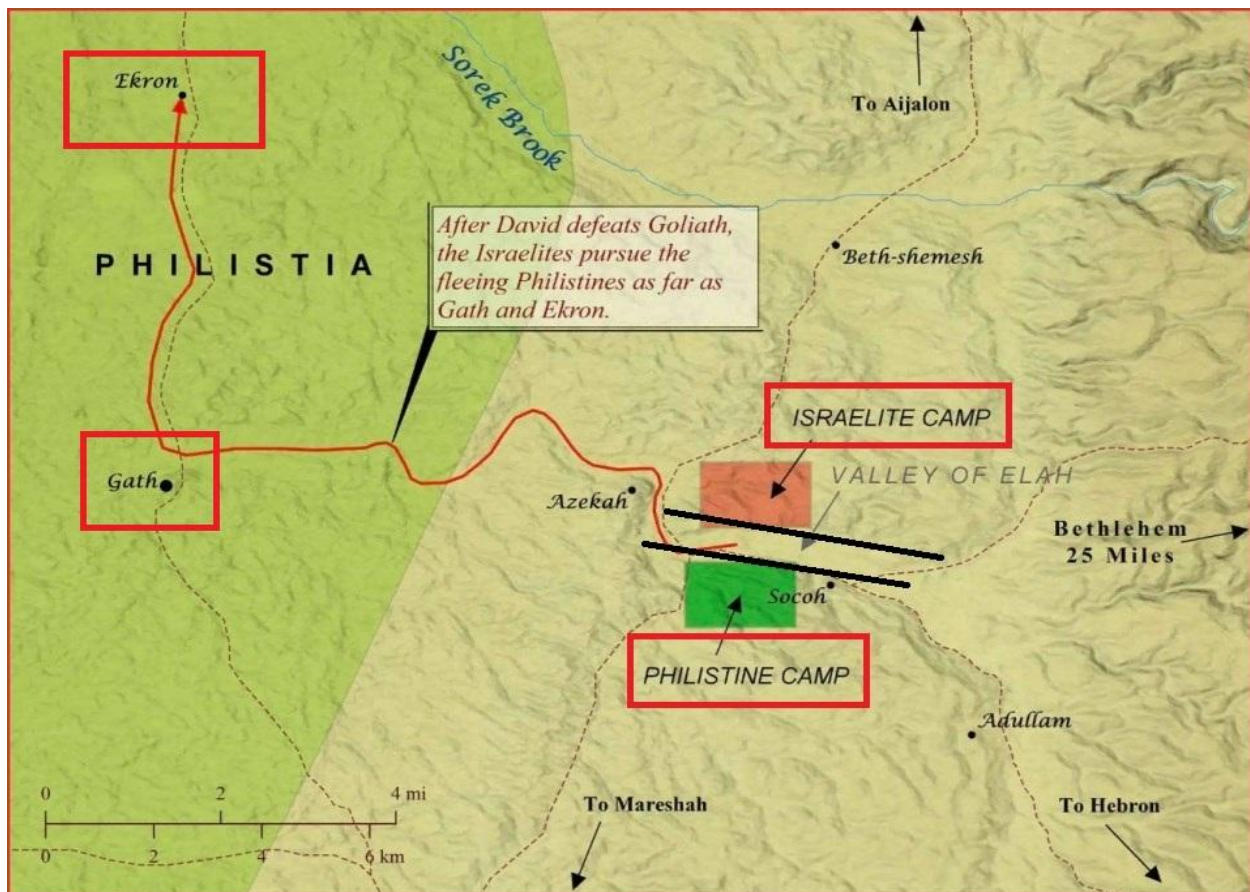 Ekron
Sorek Brook
To Aijalon
After David defeats Goliath,
the Israelites pursue the
fleeing Philistines as far as
Gath and Ekron.
PHILISTIA
Beth-shemesh
ISRAELITE CAMP
VALLEY OF ELAH
Gath
Azekah
Bethlehem
25 Miles
Socoh
PHILISTINE CAMP
Adullam
0 2 4 mi
0 2 4 6 km
To Mareshah
To Hebron